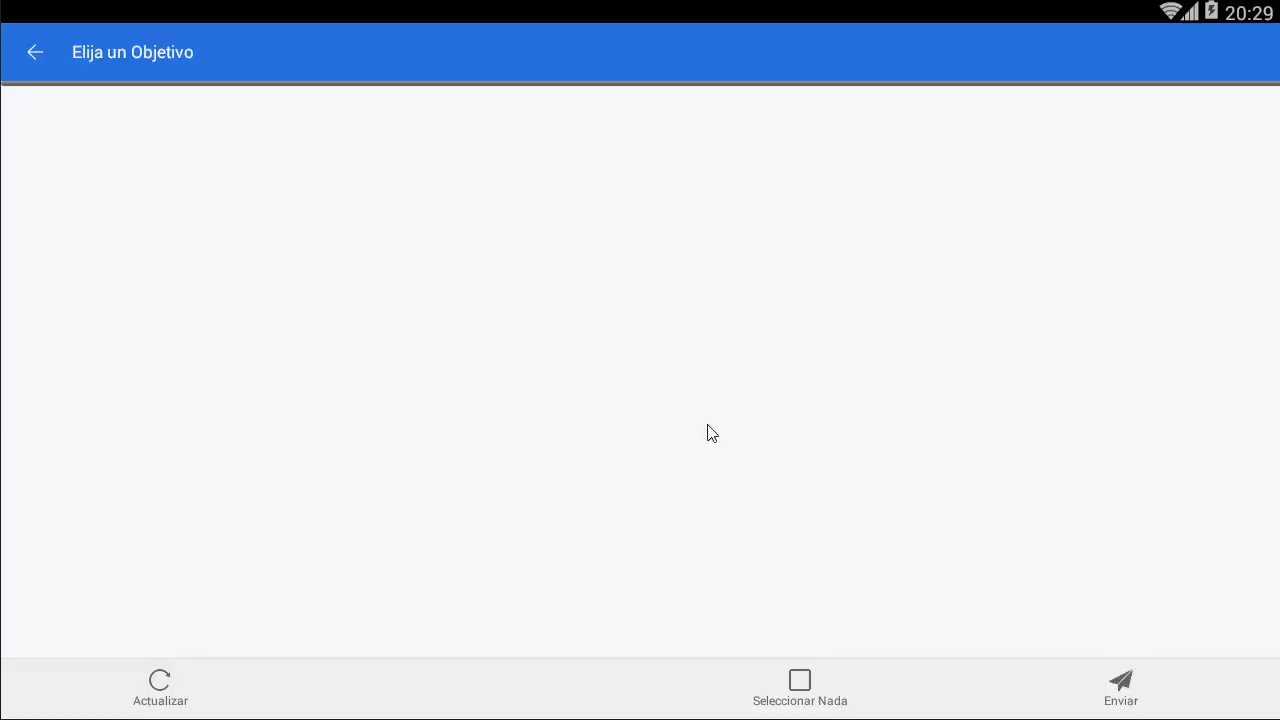 20:29
Elija un Objetivo
Actualizar
Seleccionar Nada
Enviar